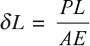 δL = PL / AE